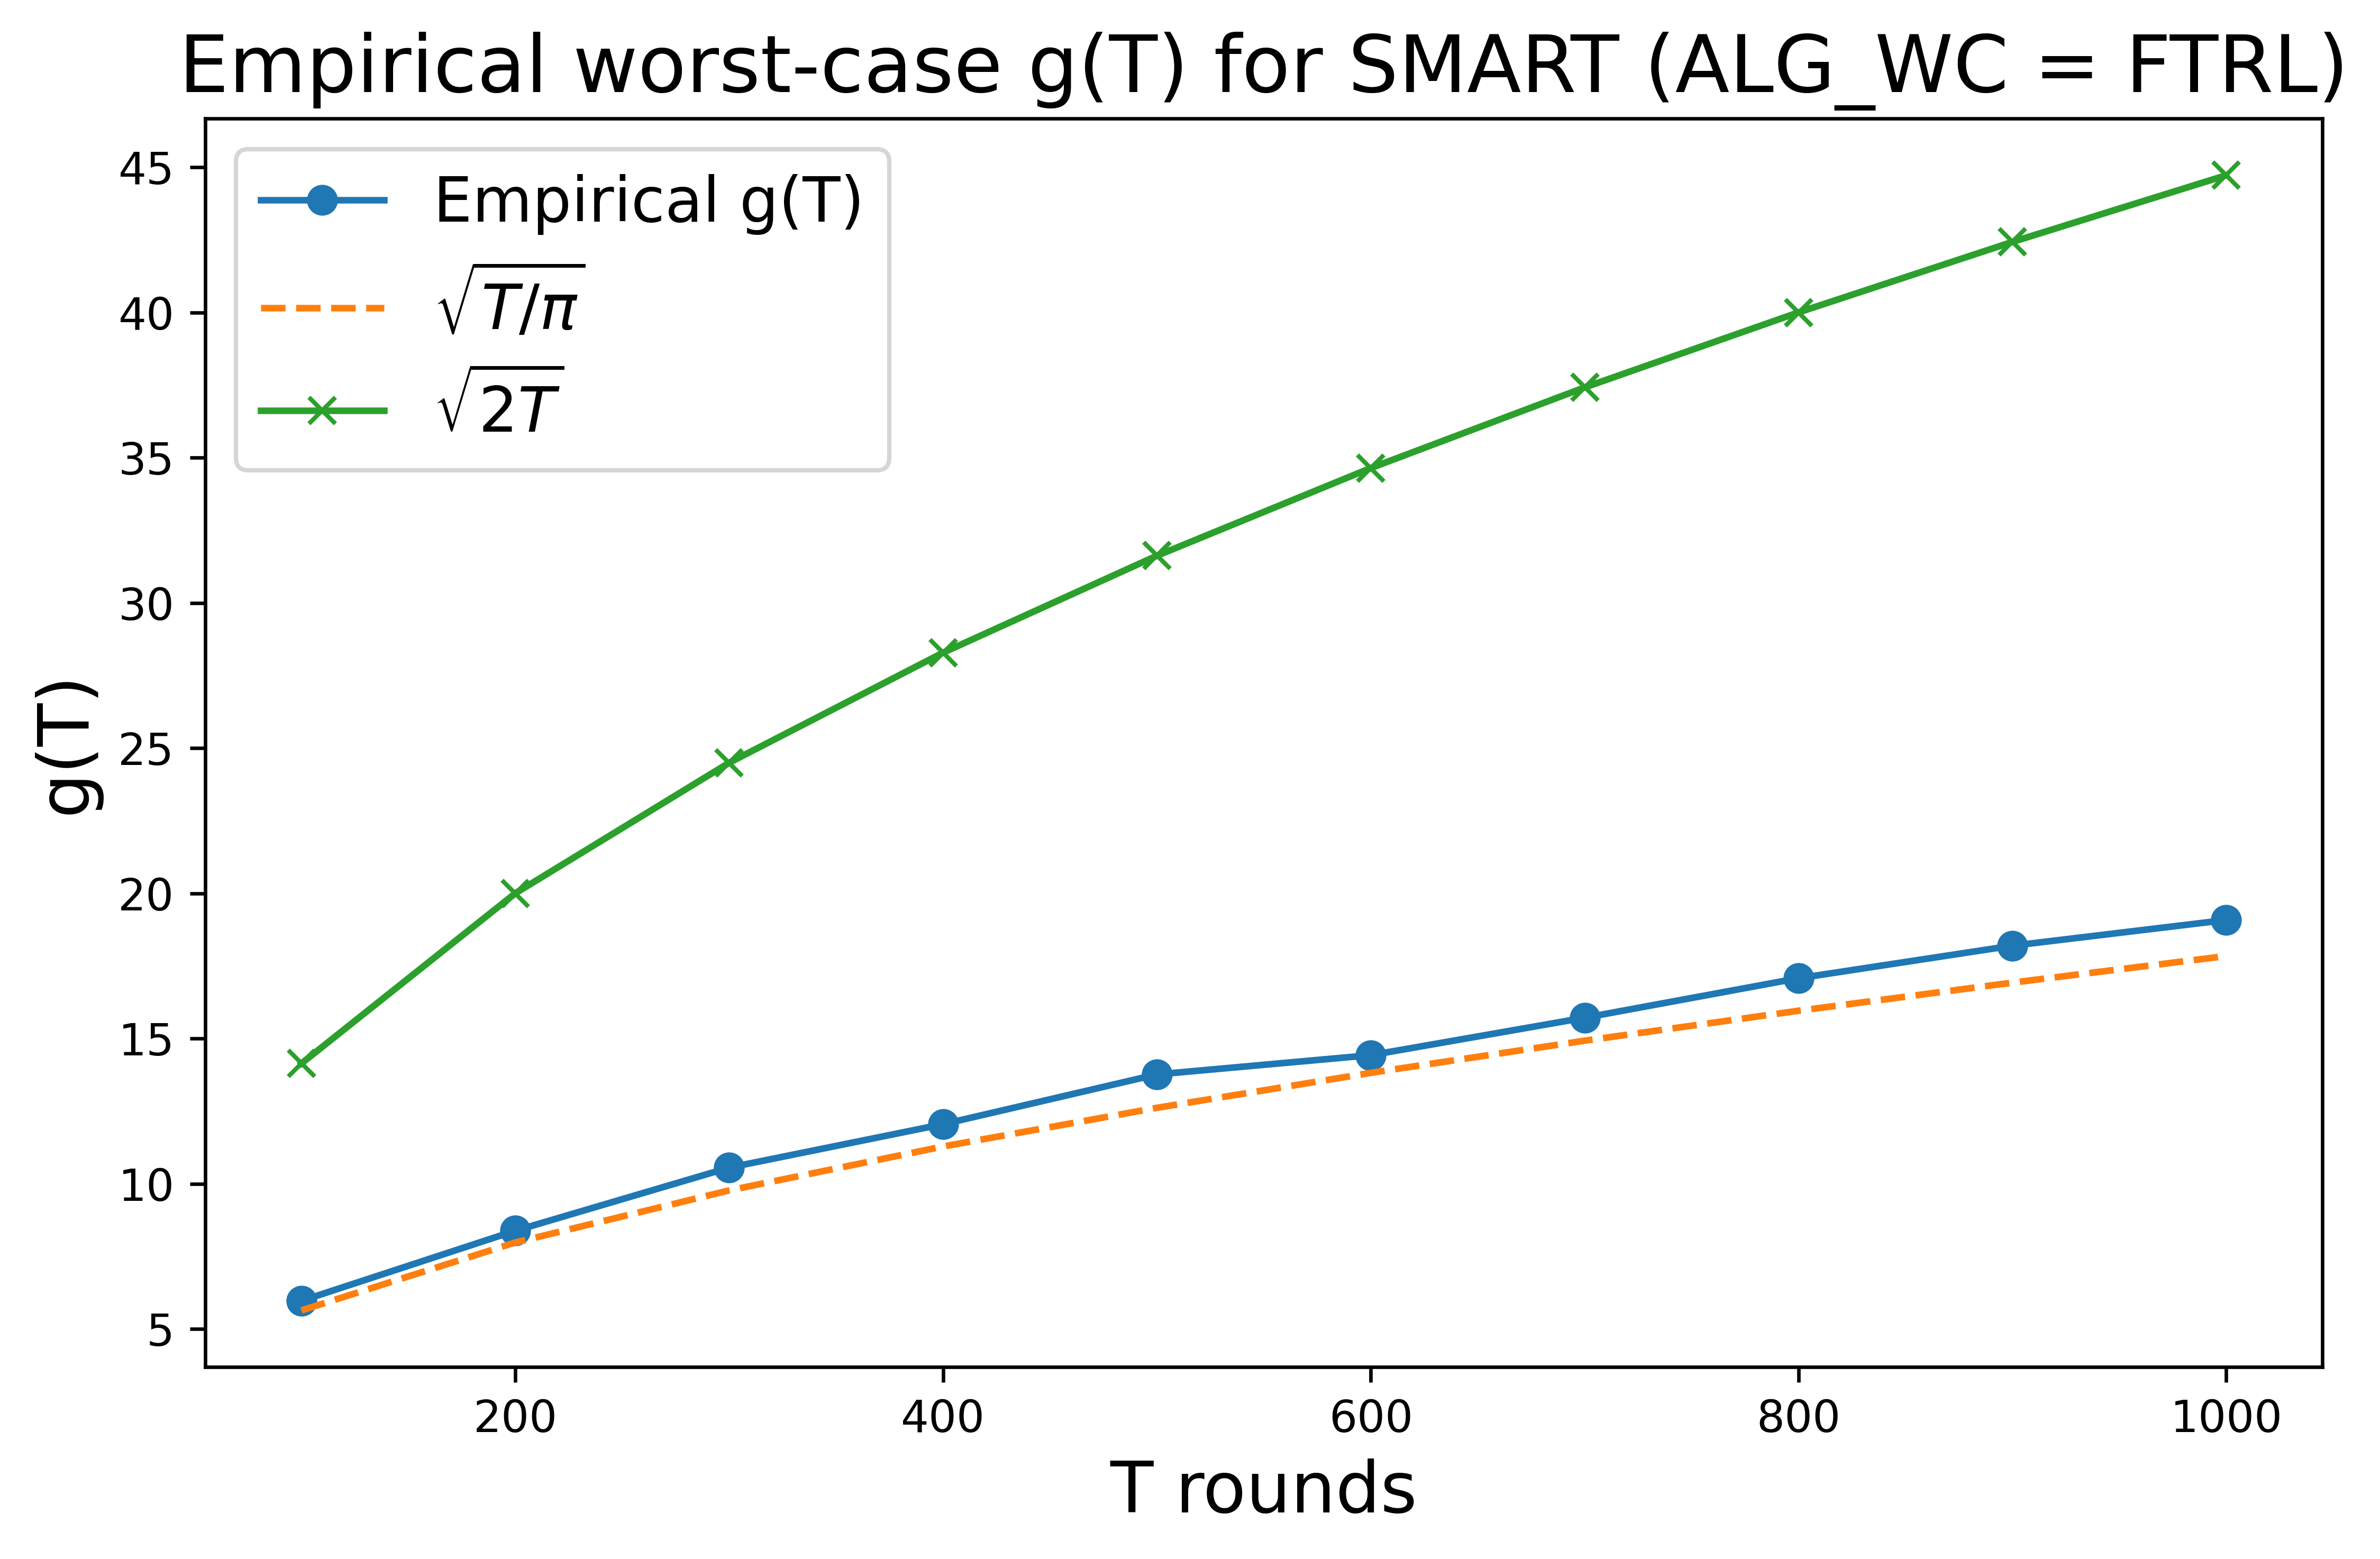 Empirical worst-case g(T) for SMART (ALG_WC = FTRL)
Empirical g(T)
√T/π
√2T
45
40
35
30
25
20
15
10
5
g(T)
200 400 600 800 1000
T rounds